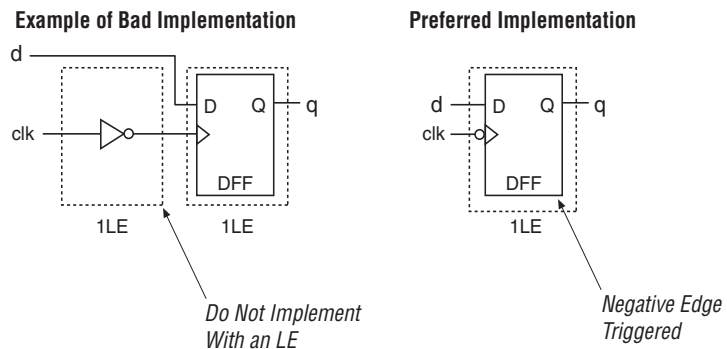 Example of Bad Implementation
d
clk
D
Q
q
DFF
1LE
1LE
Do Not Implement
With an LE
Preferred Implementation
d
clk
D
Q
q
DFF
1LE
Negative Edge
Triggered